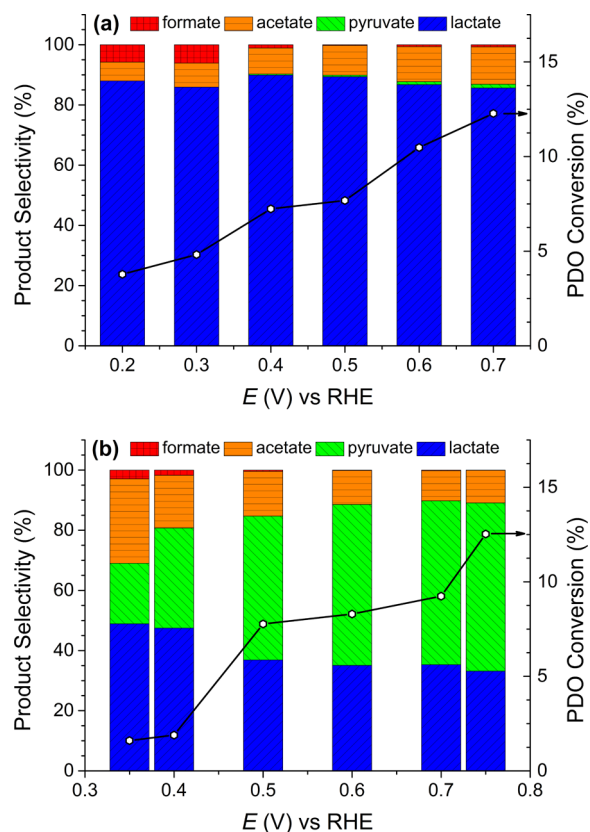 (a) formate acetate pyruvate lactate
100
80
60
40
20
0
15
10
5
0
Product Selectivity (%)
PDO Conversion (%)
0.2 0.3 0.4 0.5 0.6 0.7
E (V) vs RHE
(b) formate acetate pyruvate lactate
100
80
60
40
20
0
15
10
5
0
Product Selectivity (%)
PDO Conversion (%)
0.3 0.4 0.5 0.6 0.7 0.8
E (V) vs RHE